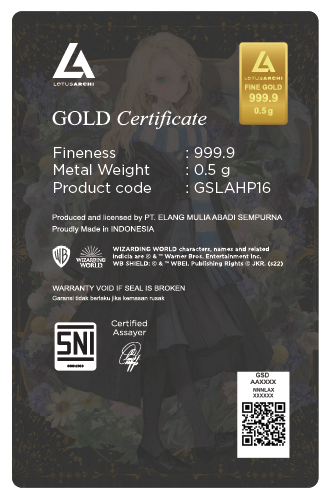 LOTUSARCHI
LOTUSARCHI
FINE GOLD
999.9
0.5 g
GOLD Certificate
Fineness : 999.9
Metal Weight : 0.5 g
Product code : GSLAHP16
Produced and licensed by PT. ELANG MULIA ABADI SEMPURNA
Proudly Made in INDONESIA
WB
WIZARDING
WORLD
WIZARDING WORLD characters, names and related
indicia are © & ™ Warner Bros. Entertainment Inc.
WB SHIELD: © & ™ WBEI. Publishing Rights © JKR. (s22)
WARRANTY VOID IF SEAL IS BROKEN
Garansi tidak berlaku jika kemasan rusak
SNI
Certified
Assayer
GSD
AAXXXX
NNNLAX
XXXXXX